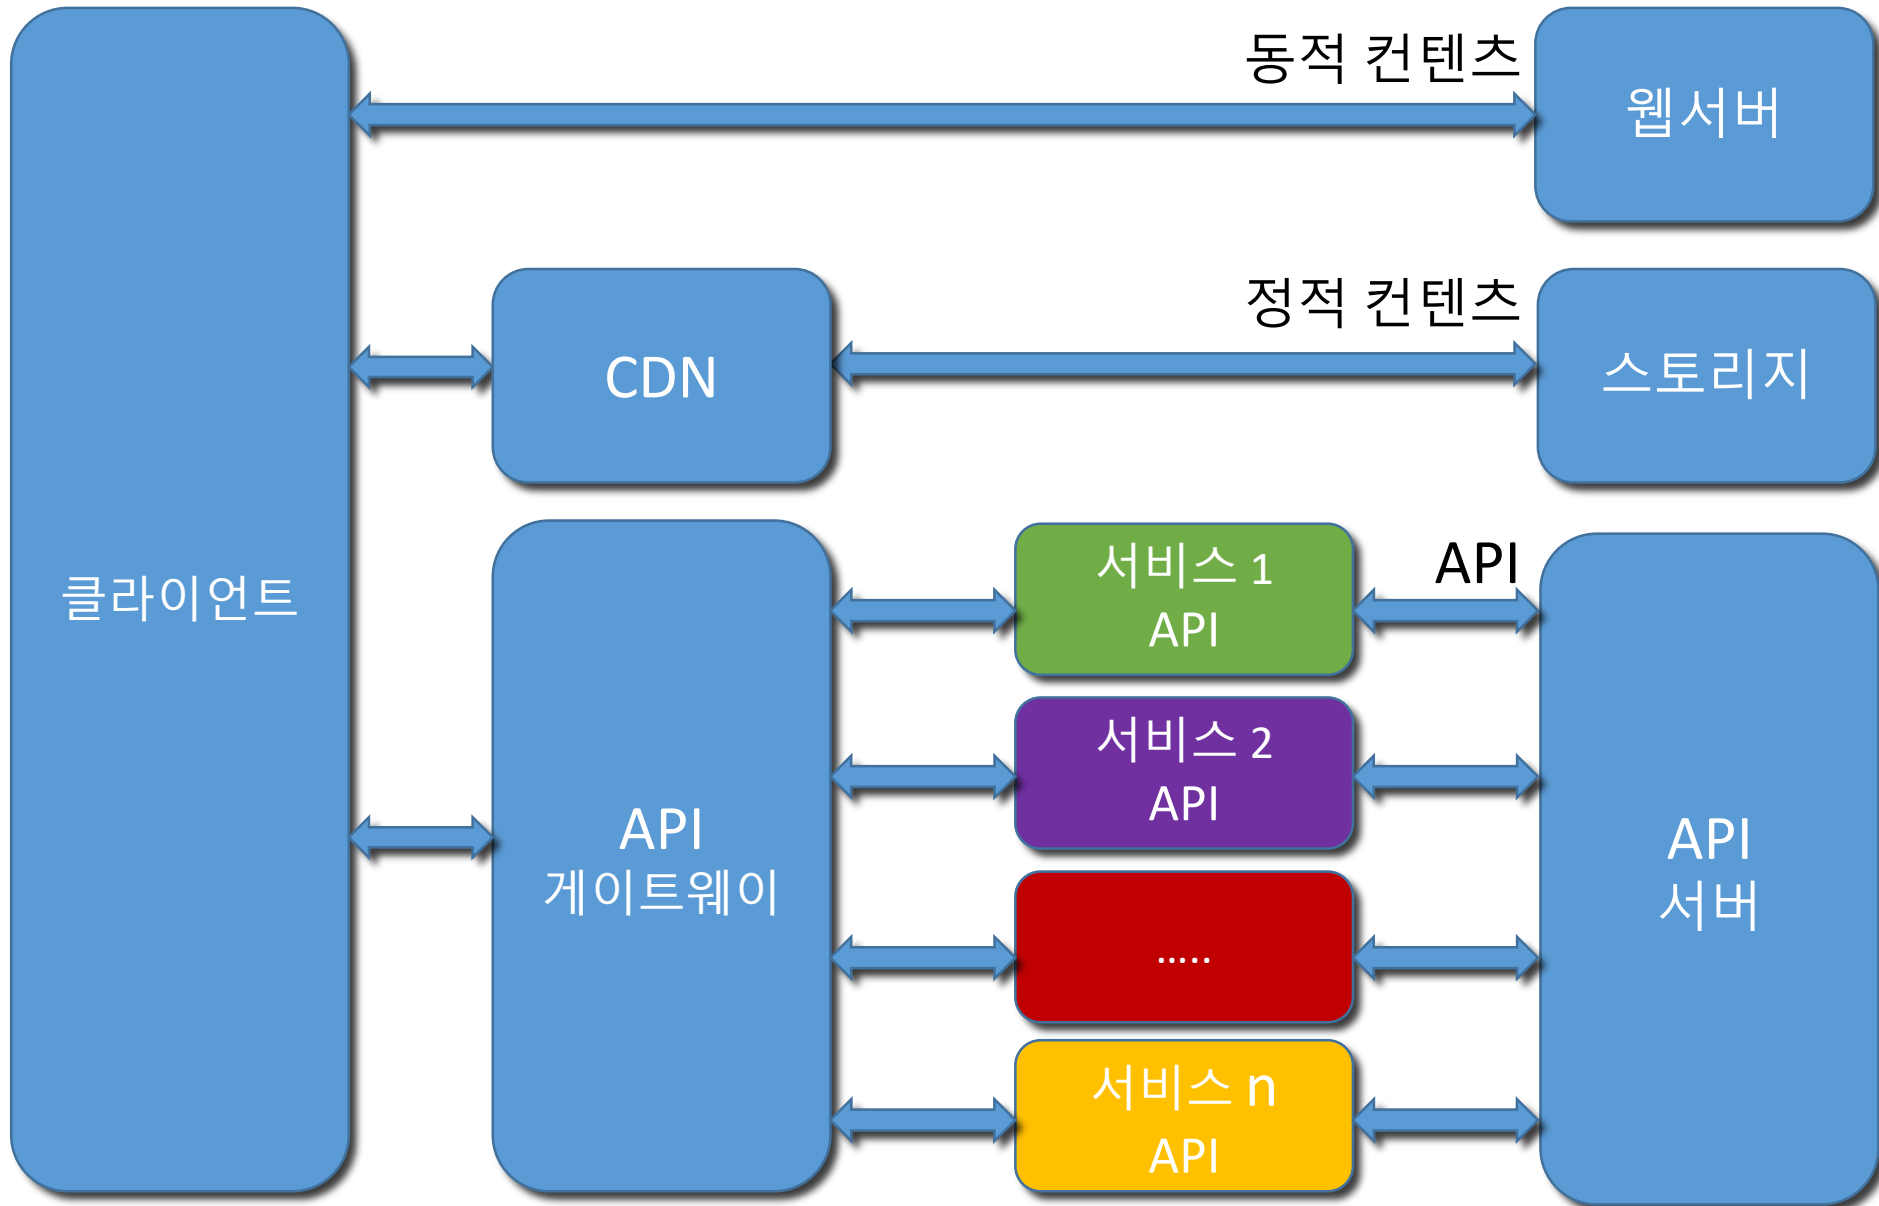 동적 컨텐츠
웹서버
정적 컨텐츠
CDN
스토리지
클라이언트
API
게이트웨이
서비스 1
API
서비스 2
API
.....
서비스 n
API
API
API
서버